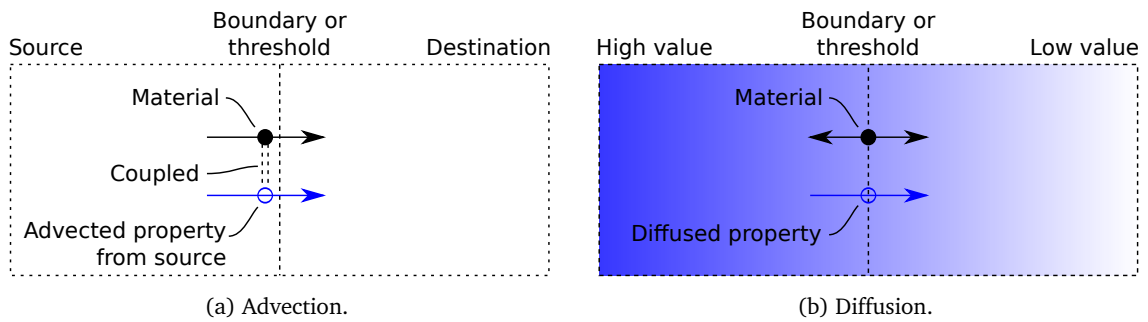 Source
Boundary or
threshold
Destination
Material
Coupled
Advected property
from source
(a) Advection.
High value
Boundary or
threshold
Low value
Material
Diffused property
(b) Diffusion.